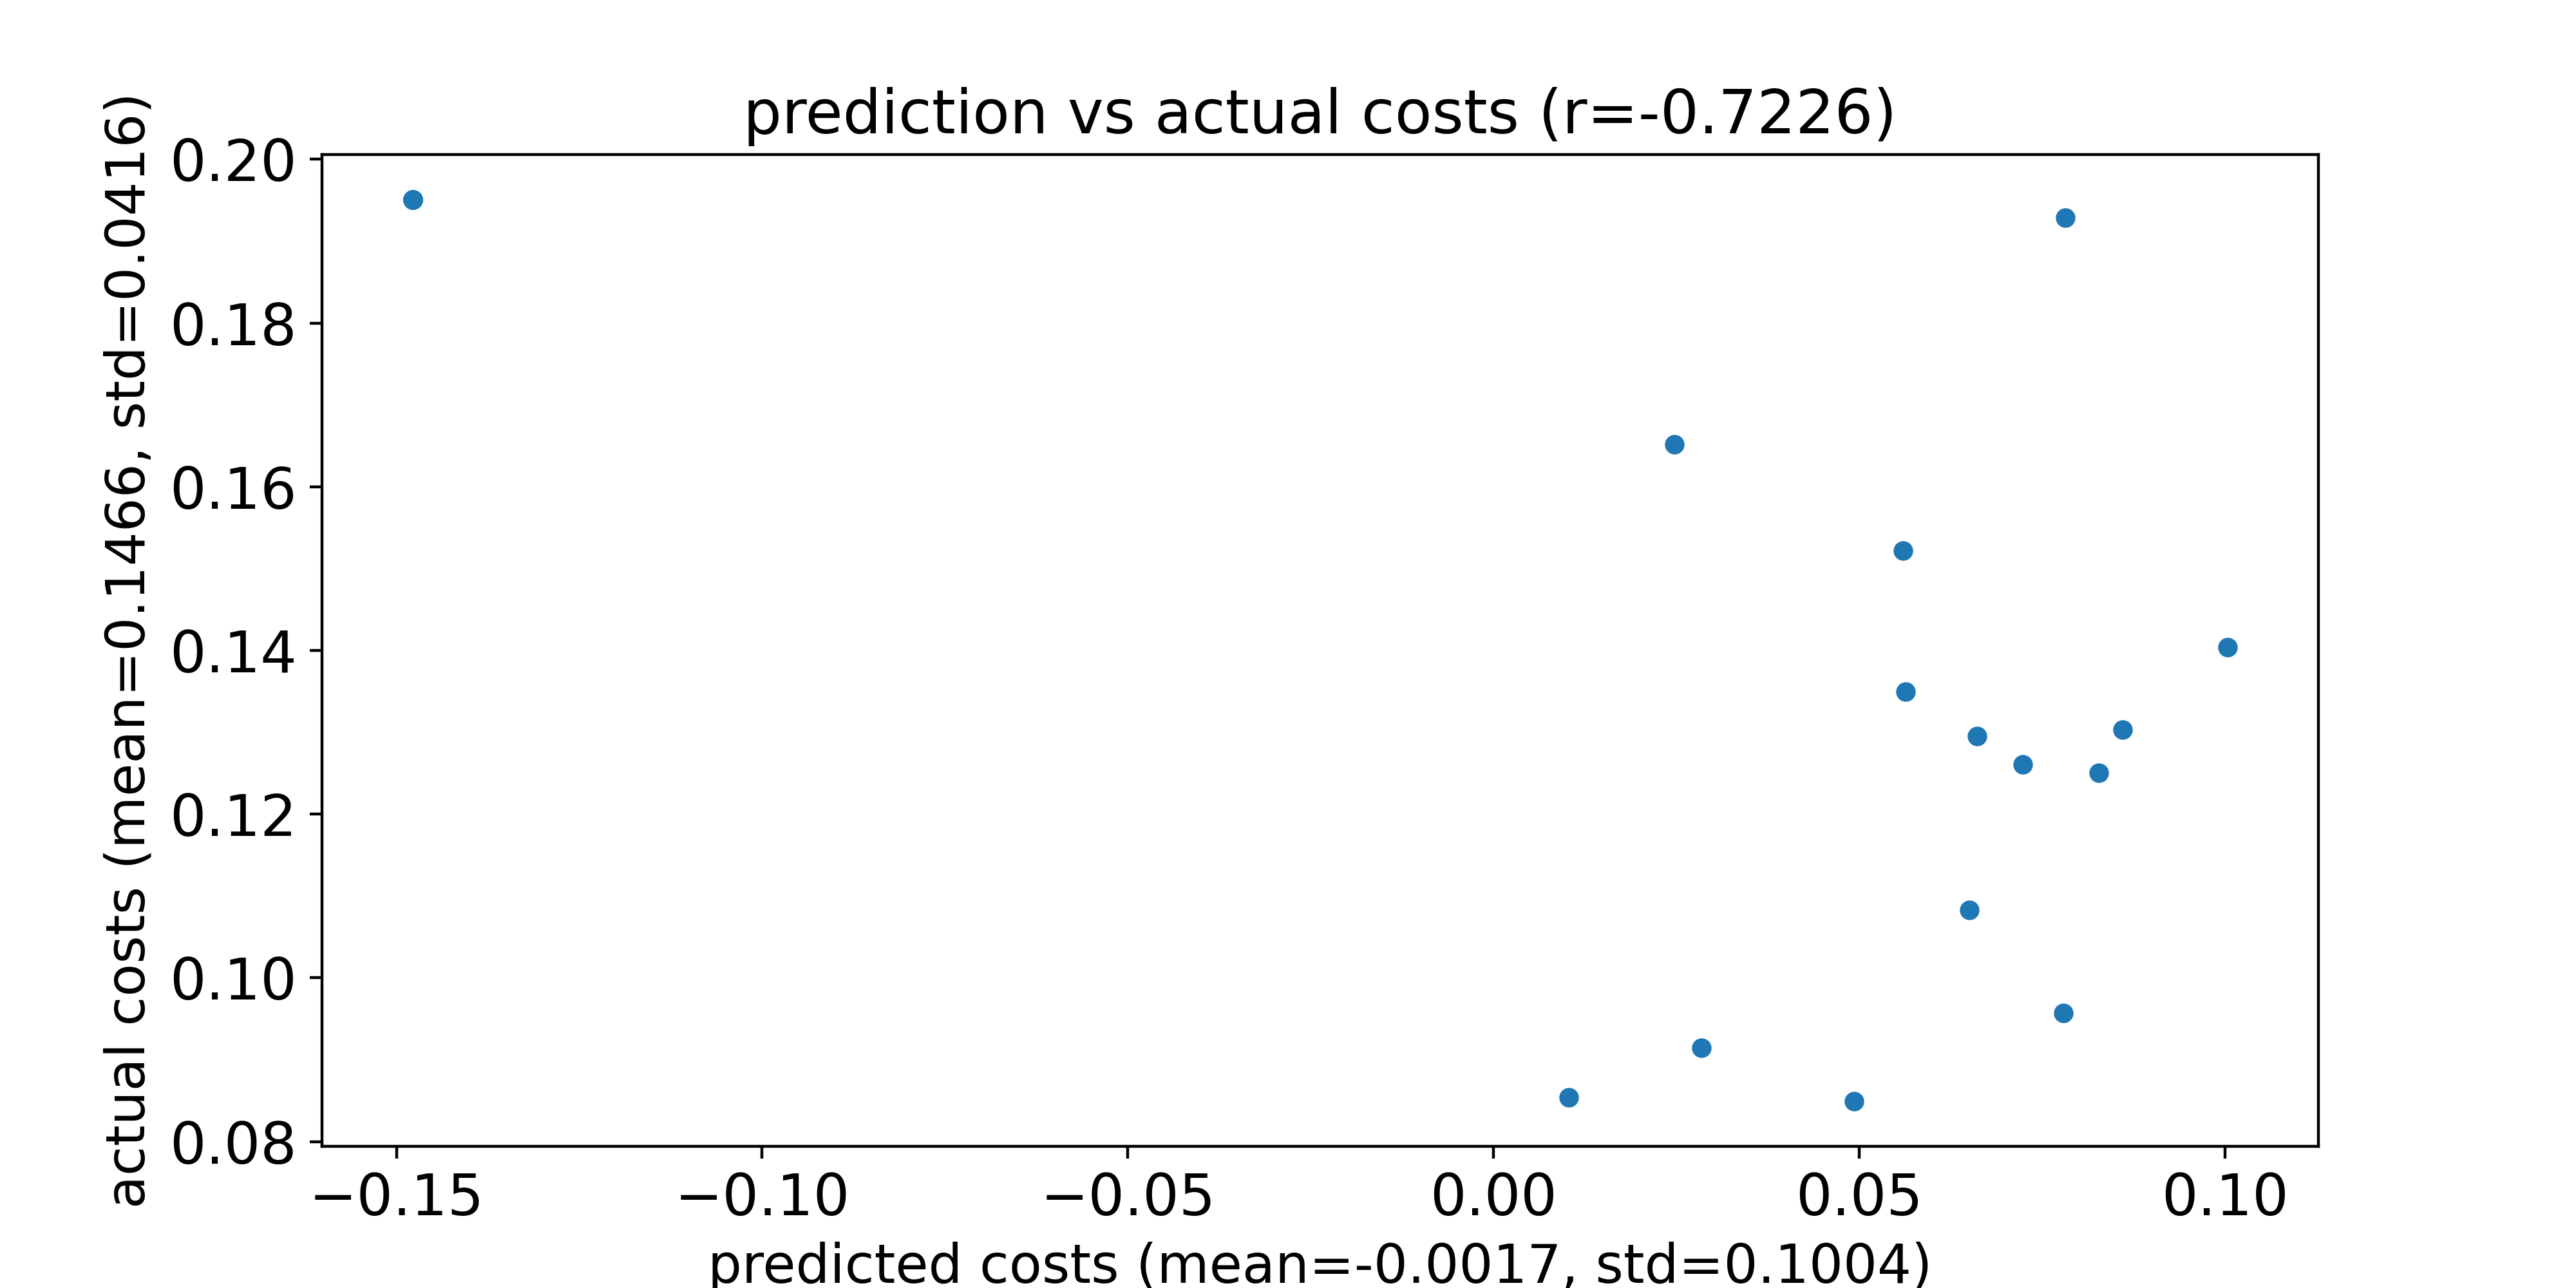 prediction vs actual costs (r=-0.7226)
actual costs (mean=0.1466, std=0.0416)
0.20
0.18
0.16
0.14
0.12
0.10
0.08
−0.15 −0.10 −0.05 0.00 0.05 0.10
predicted costs (mean=-0.0017, std=0.1004)